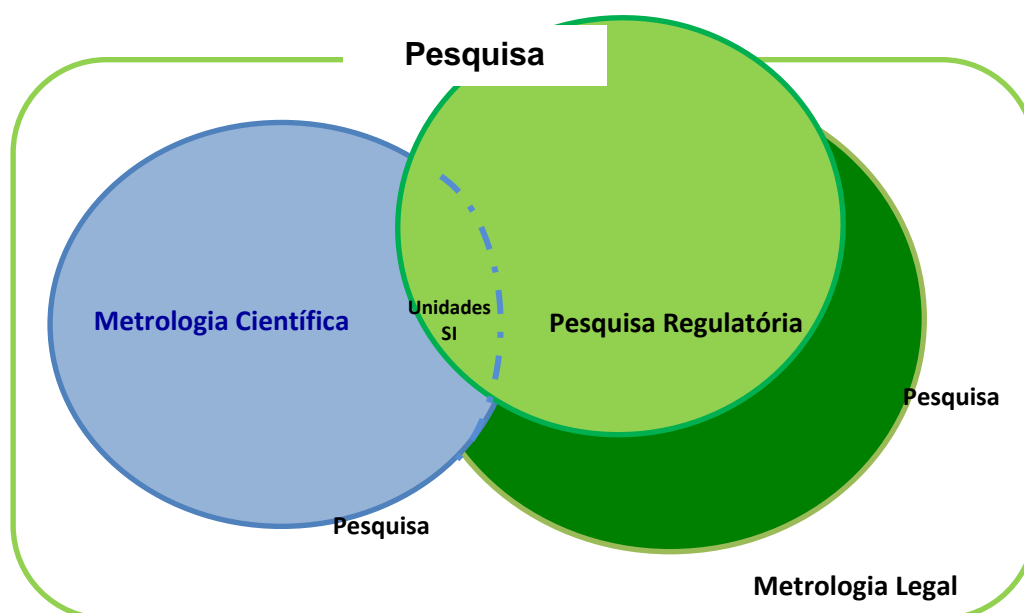 Pesquisa
Metrologia Científica
Unidades
SI
Pesquisa Regulatória
Pesquisa
Pesquisa
Metrologia Legal